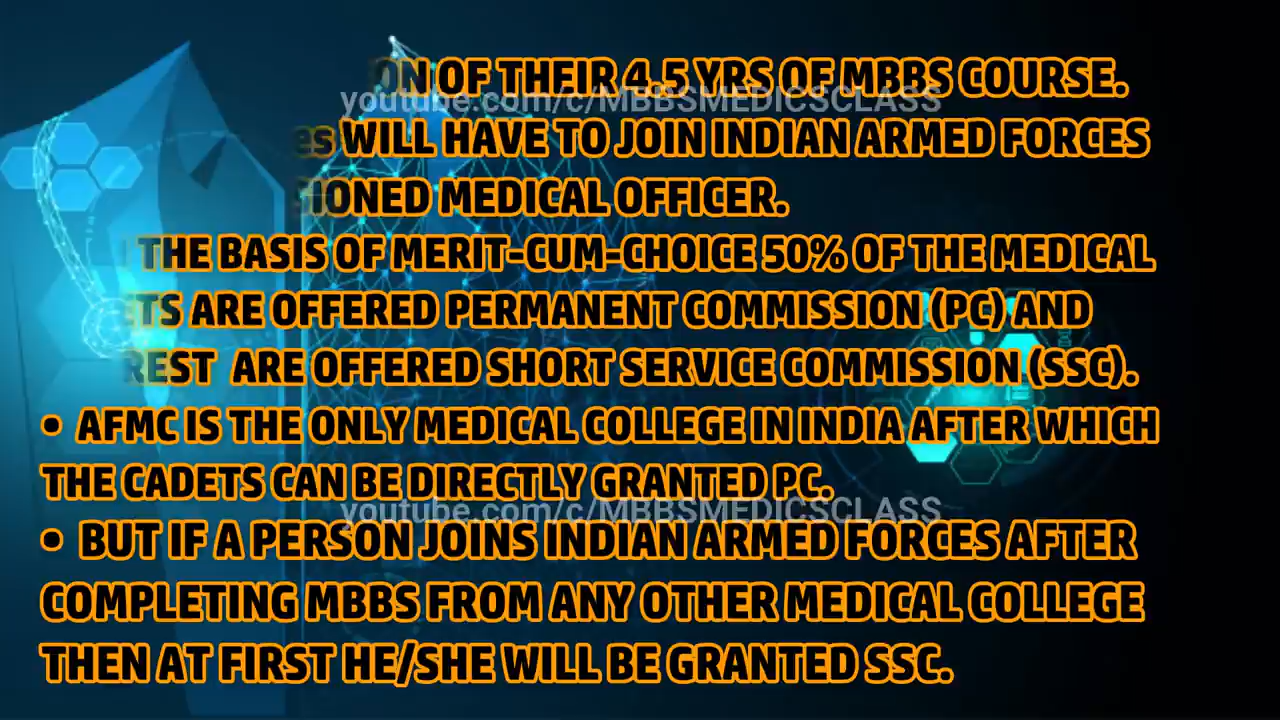 OF THEIR 4.5 YRS OF MBBS COURSE.
youtube.com/c/MBBSMEDICSCLASS
WILL HAVE TO JOIN INDIAN ARMED FORCES
MEDICAL OFFICER.
THE BASIS OF MERIT-CUM-CHOICE 50% OF THE MEDICAL
ARE OFFERED PERMANENT COMMISSION (PC) AND
REST ARE OFFERED SHORT SERVICE COMMISSION (SSC).
• AFMC IS THE ONLY MEDICAL COLLEGE IN INDIA AFTER WHICH
THE CADETS CAN BE DIRECTLY GRANTED PC.
youtube.com/c/MBBSMEDICSCLASS
• BUT IF A PERSON JOINS INDIAN ARMED FORCES AFTER
COMPLETING MBBS FROM ANY OTHER MEDICAL COLLEGE
THEN AT FIRST HE/SHE WILL BE GRANTED SSC.